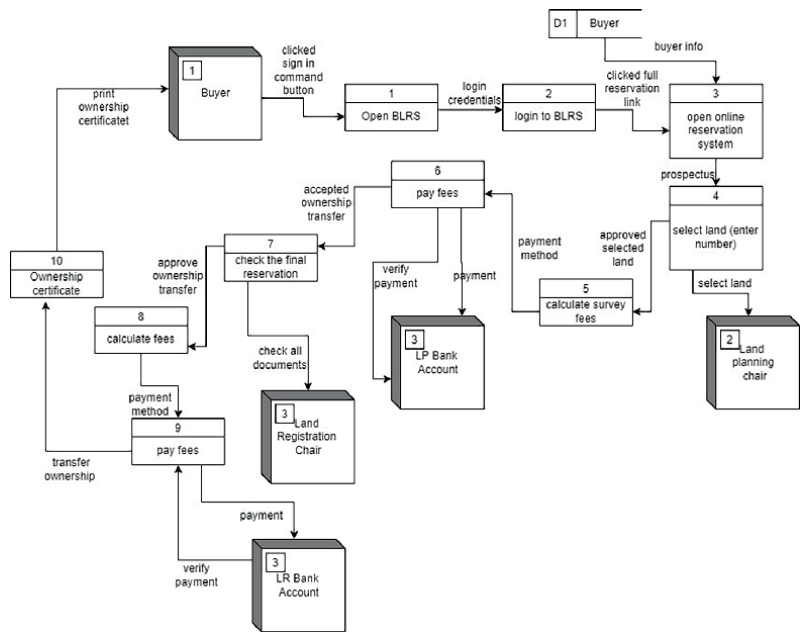 D1
Buyer
buyer info
clicked
sign in
command
button
1
Buyer
print
ownership
certificatet
1
Open BLRS
login
credentials
2
login to BLRS
clicked full
reservation
link
3
open online
reservation
system
prospectus
4
select land (enter
number)
select land
2
Land
planning
chair
approved
selected
land
5
calculate survey
fees
payment
method
6
pay fees
verify
payment
payment
3
LP Bank
Account
accepted
ownership
transfer
7
check the final
reservation
check all
documents
3
Land
Registration
Chair
approve
ownership
transfer
8
calculate fees
payment
method
9
pay fees
payment
3
LR Bank
Account
verify
payment
transfer
ownership
10
Ownership
certificate